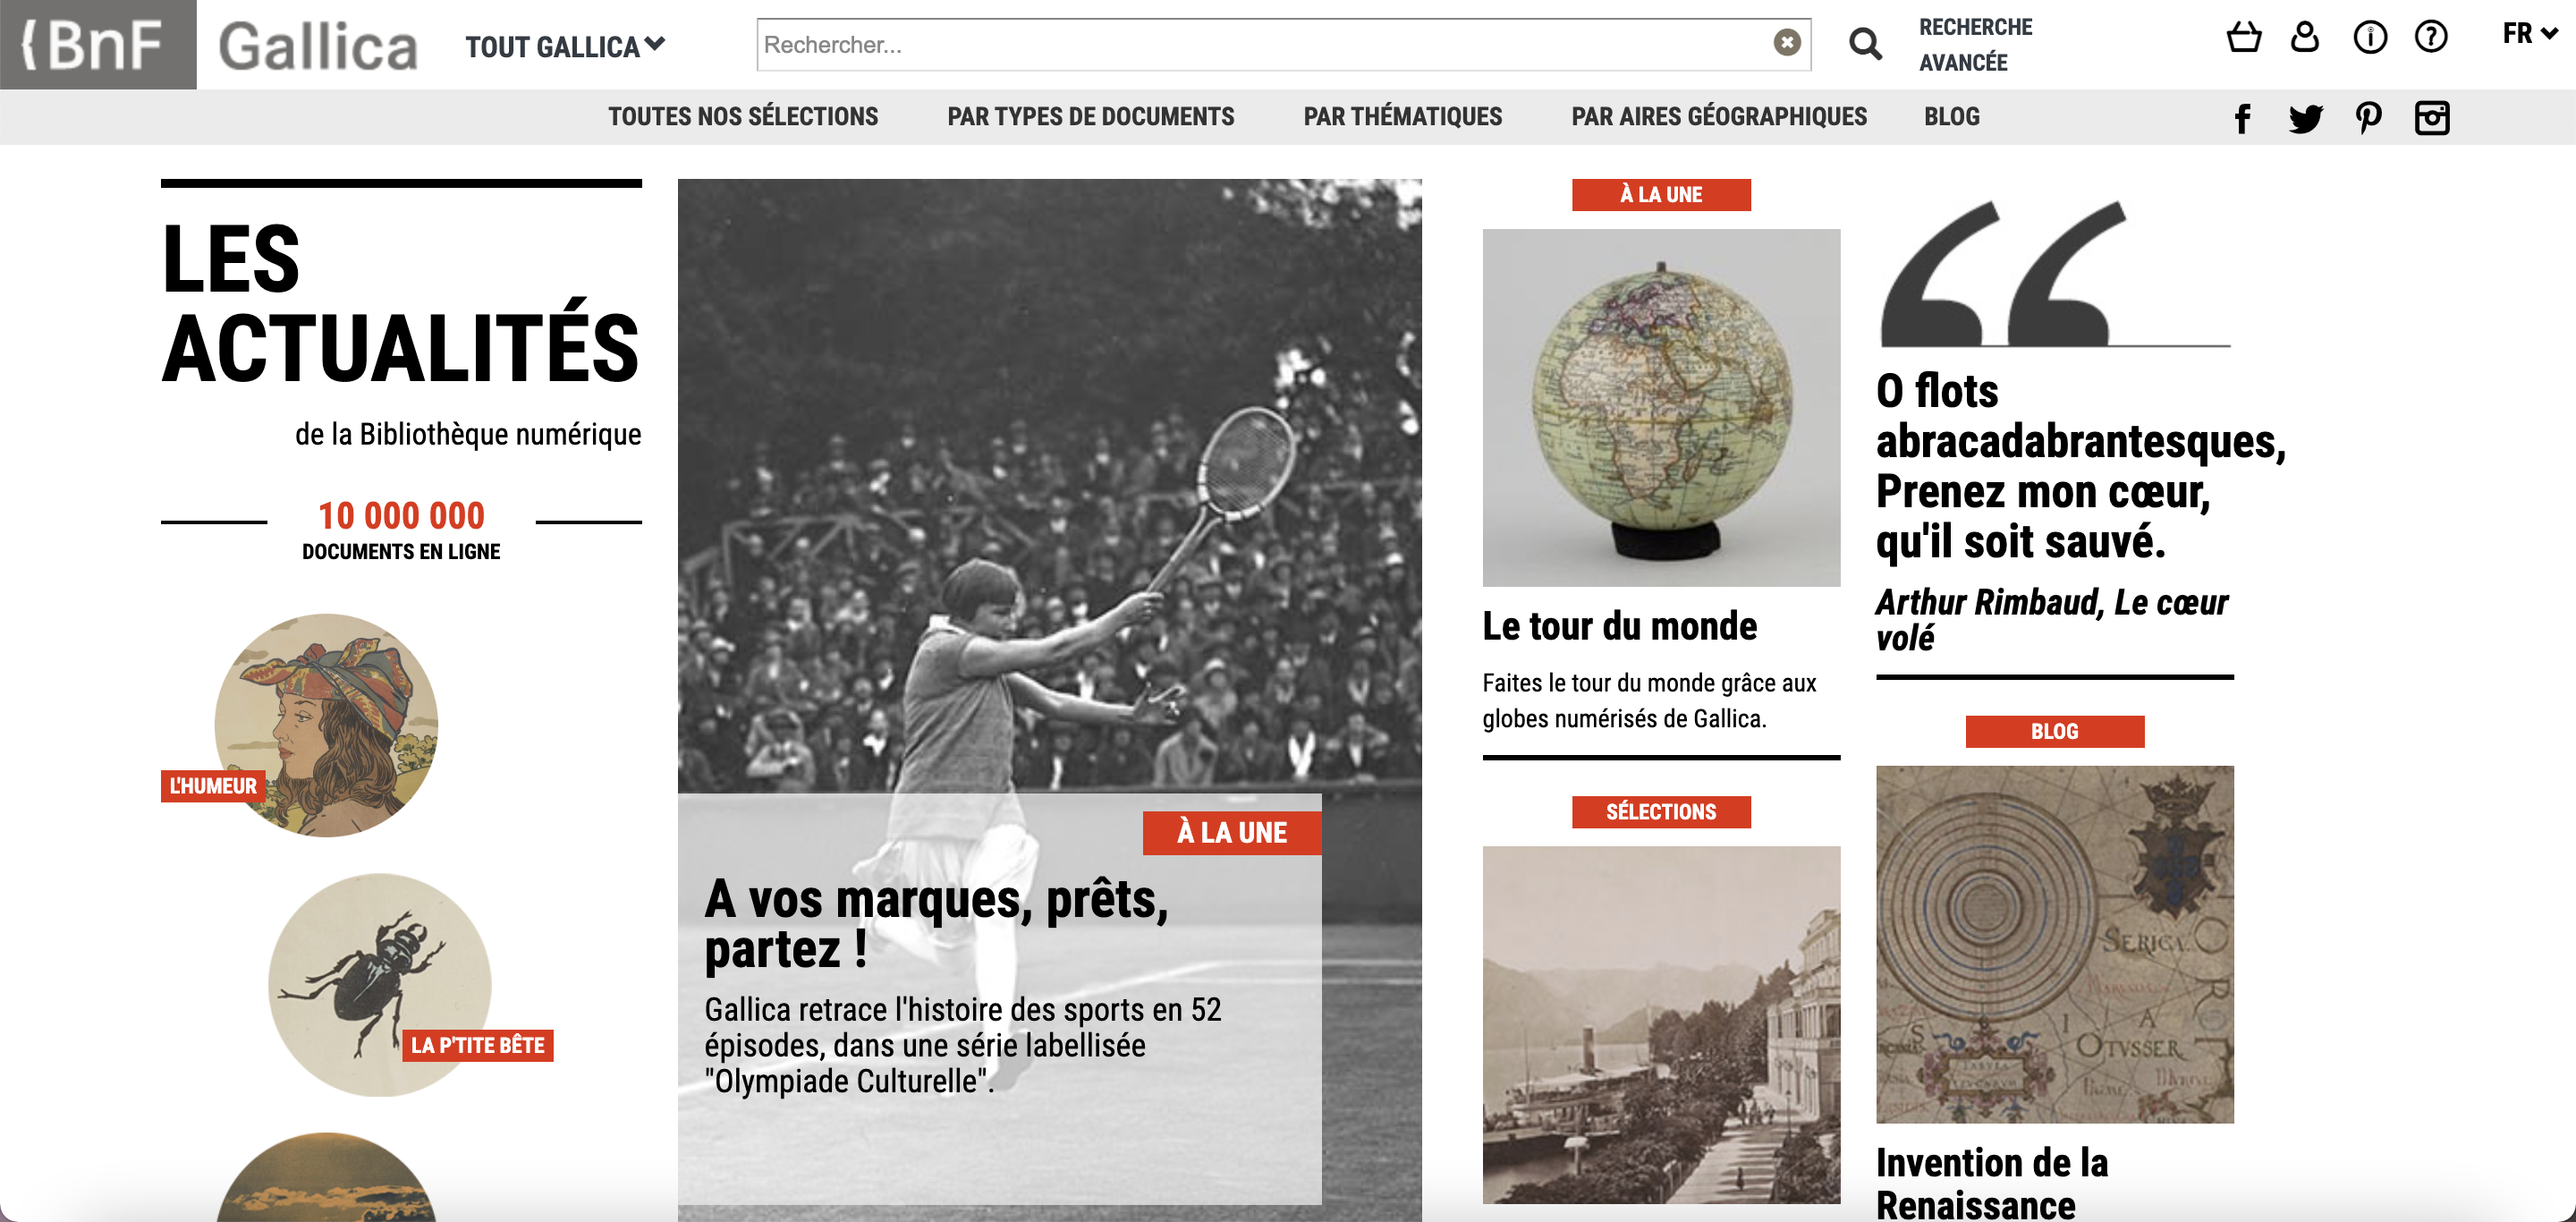 BnF
Gallica
TOUT GALLICA
Rechercher...
RECHERCHE
AVANCÉE
FR
TOUTES NOS SÉLECTIONS
PAR TYPES DE DOCUMENTS
PAR THÉMATIQUES
PAR AIRES GÉOGRAPHIQUES
BLOG
LES
ACTUALITÉS
de la Bibliothèque numérique
10 000 000
DOCUMENTS EN LIGNE
L'HUMEUR
LA P'TITE BÊTE
À LA UNE
A vos marques, prêts,
partez !
Gallica retrace l'histoire des sports en 52
épisodes, dans une série labellisée
"Olympiade Culturelle".
À LA UNE
Le tour du monde
Faites le tour du monde grâce aux
globes numérisés de Gallica.
SÉLECTIONS
O flots
abracadabrantesques,
Prenez mon cœur,
qu'il soit sauvé.
Arthur Rimbaud, Le cœur
volé
BLOG
SERICA
Invention de la
Renaissance